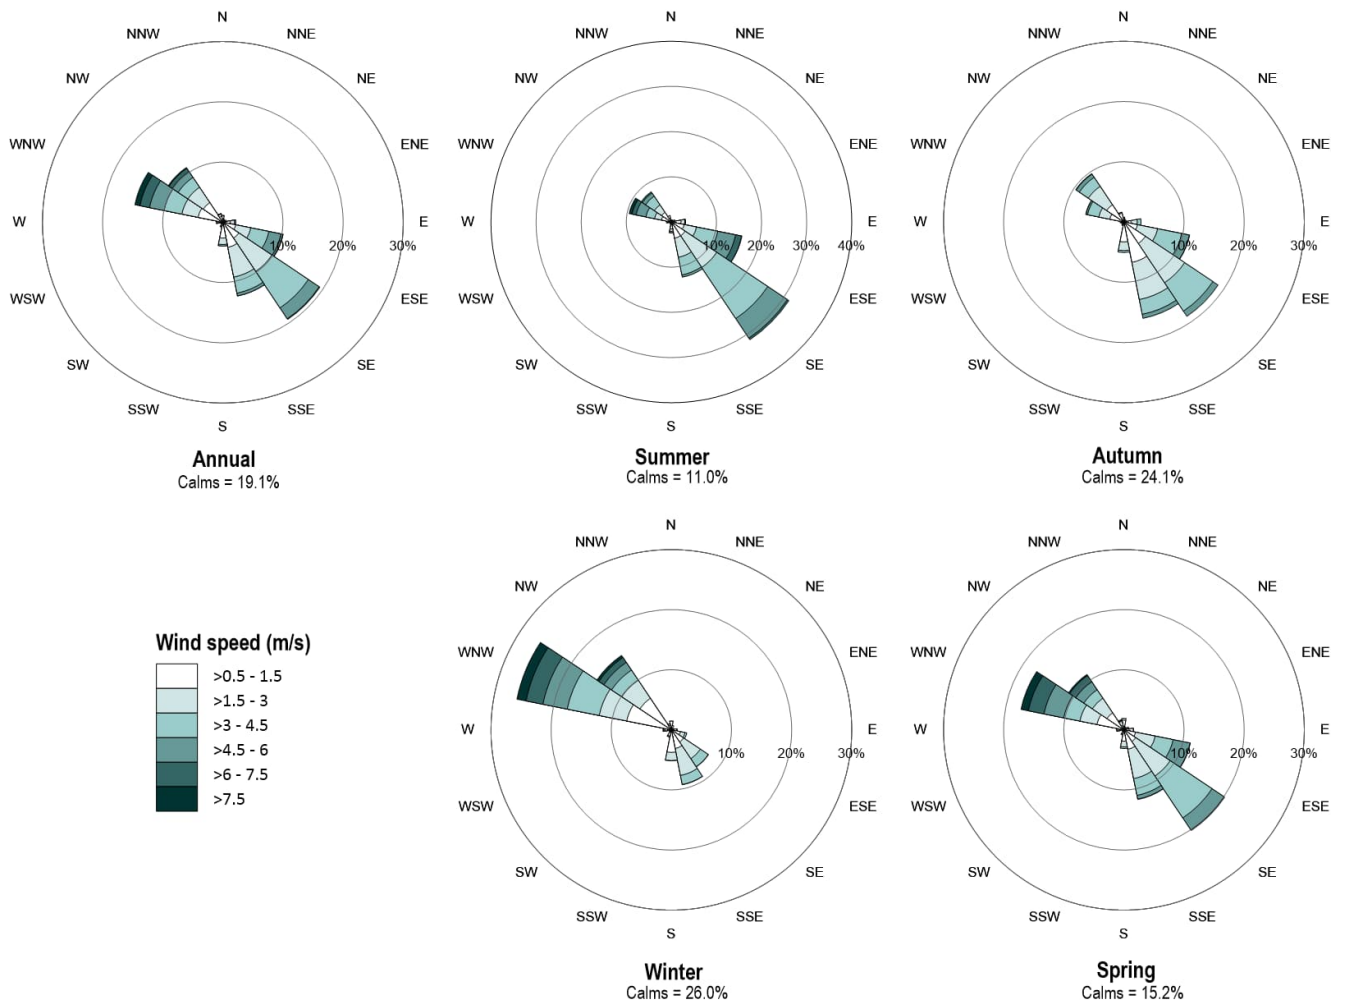 N
NNW
NNE
NW
NE
WNW
ENE
W
E
10%
20%
30%
WSW
ESE
SW
SE
SSW
SSE
S
Annual
Calms = 19.1%
N
NNW
NNE
NW
NE
WNW
ENE
W
E
10%
20%
30%
40%
WSW
ESE
SW
SE
SSW
SSE
S
Summer
Calms = 11.0%
N
NNW
NNE
NW
NE
WNW
ENE
W
E
10%
20%
30%
WSW
ESE
SW
SE
SSW
SSE
S
Autumn
Calms = 24.1%
Wind speed (m/s)
>0.5 - 1.5
>1.5 - 3
>3 - 4.5
>4.5 - 6
>6 - 7.5
>7.5
N
NNW
NNE
NW
NE
WNW
ENE
W
E
10%
20%
30%
WSW
ESE
SW
SE
SSW
SSE
S
Winter
Calms = 26.0%
N
NNW
NNE
NW
NE
WNW
ENE
W
E
10%
20%
30%
WSW
ESE
SW
SE
SSW
SSE
S
Spring
Calms = 15.2%